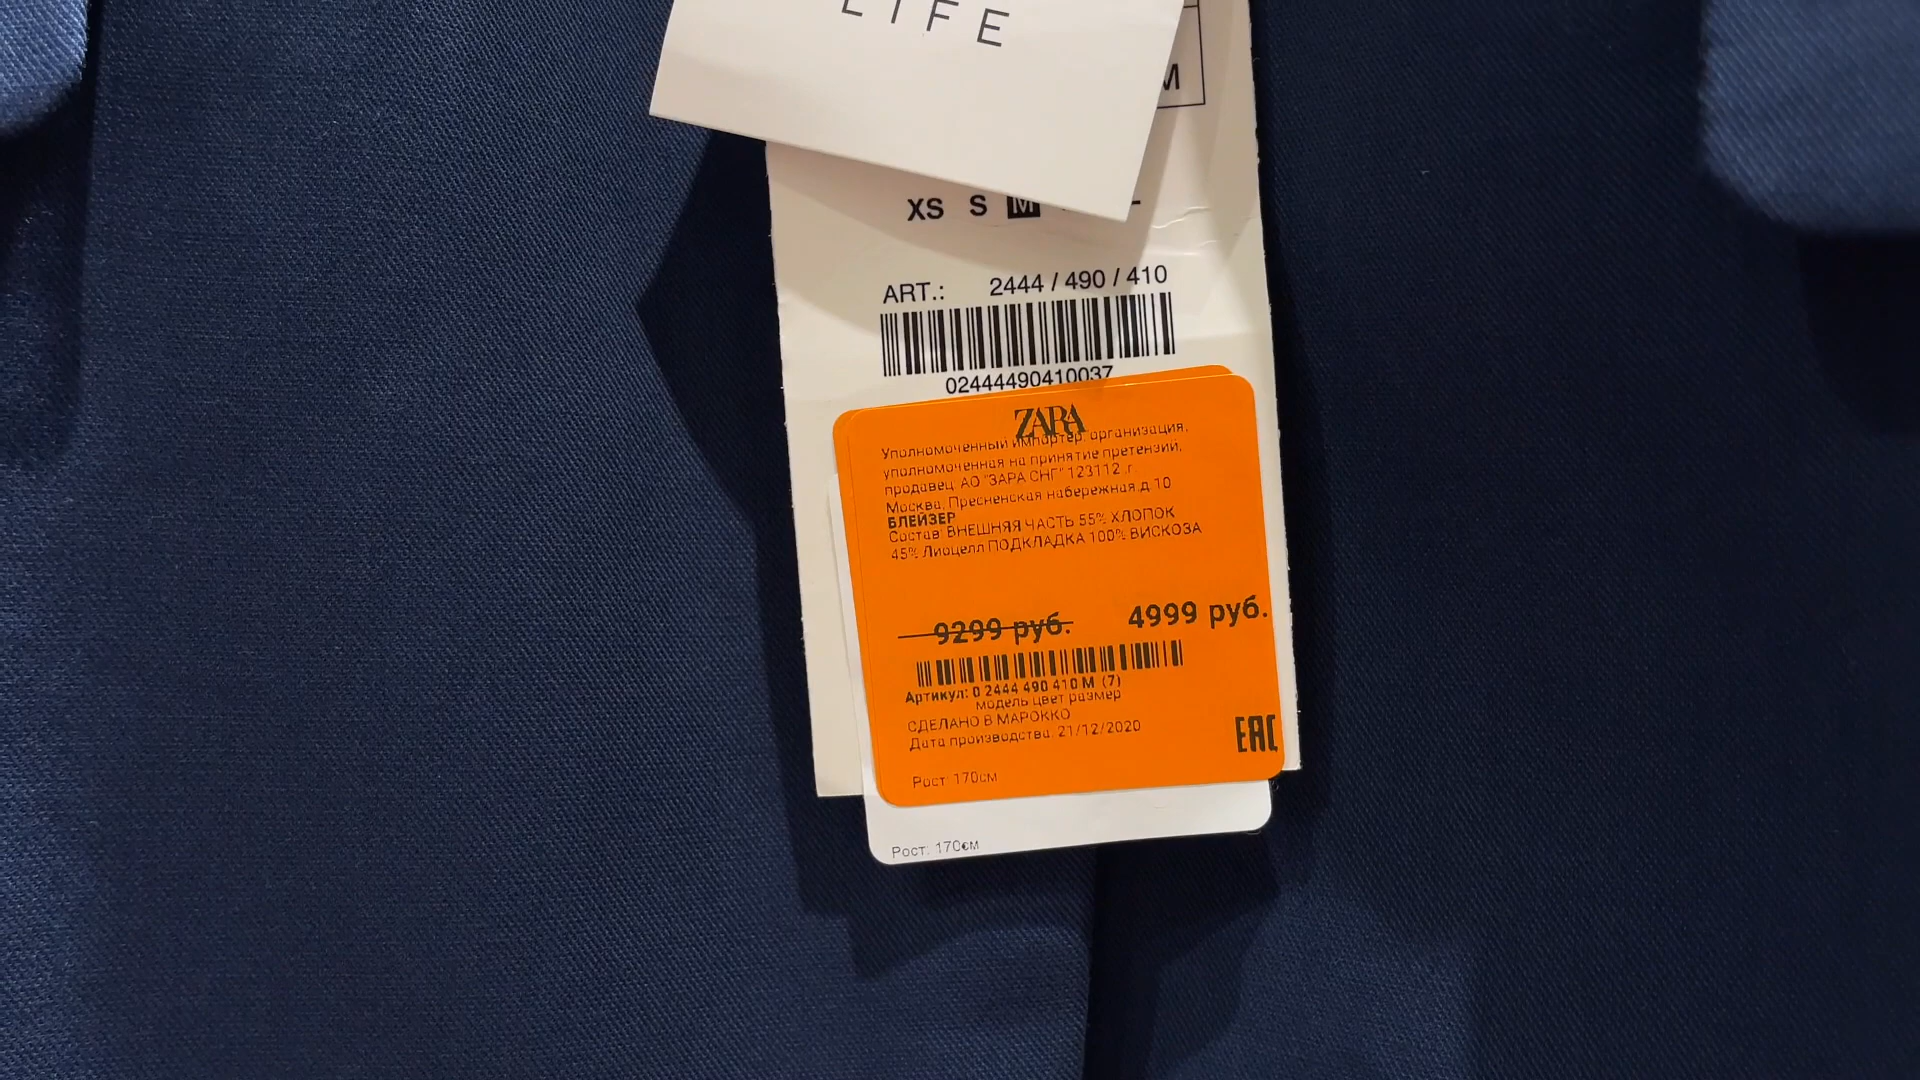 LIFE
M
XS S M
ART.: 2444 / 490 / 410
02444490410037
ZARA
Уполномоченный импортер, организация,
уполномоченная на принятие претензий,
продавец АО "ЗАРА СНГ" 123112 ,г.
Москва, Пресненская набережная,д 10
БЛЕЙЗЕР
Состав: ВНЕШНЯЯ ЧАСТЬ 55% ХЛОПОК
45% Лиоцелл ПОДКЛАДКА 100% ВИСКОЗА
9299 руб. 4999 руб.
Артикул: 0 2444 490 410 M (7)
модель цвет размер
СДЕЛАНО В МАРОККО
Дата производства: 21/12/2020
EAC
Рост: 170см
Рост: 170см